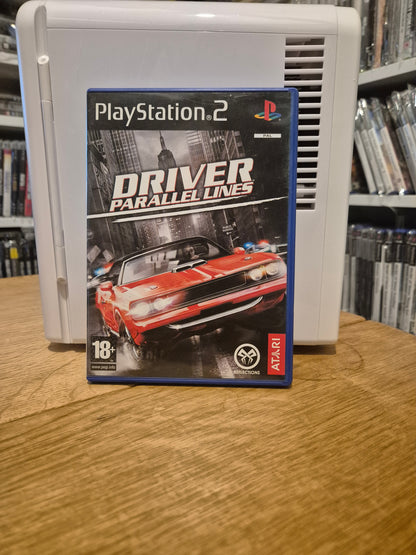 PlayStation®2
PAL
DRIVER
PARALLEL LINES
18+
www.pegi.info
REFLECTIONS
ATARI